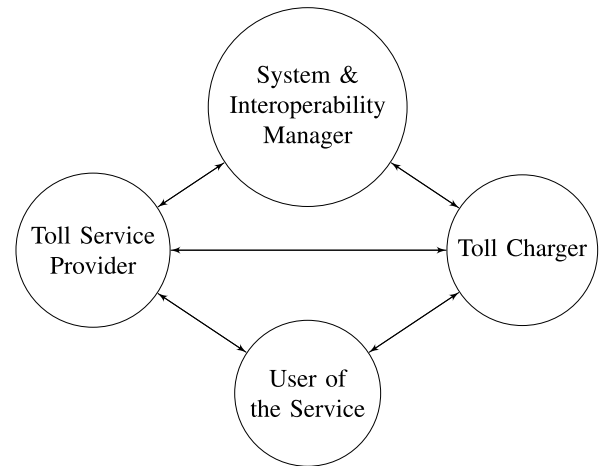 System &
Interoperability
Manager
Toll Service
Provider
Toll Charger
User of
the Service